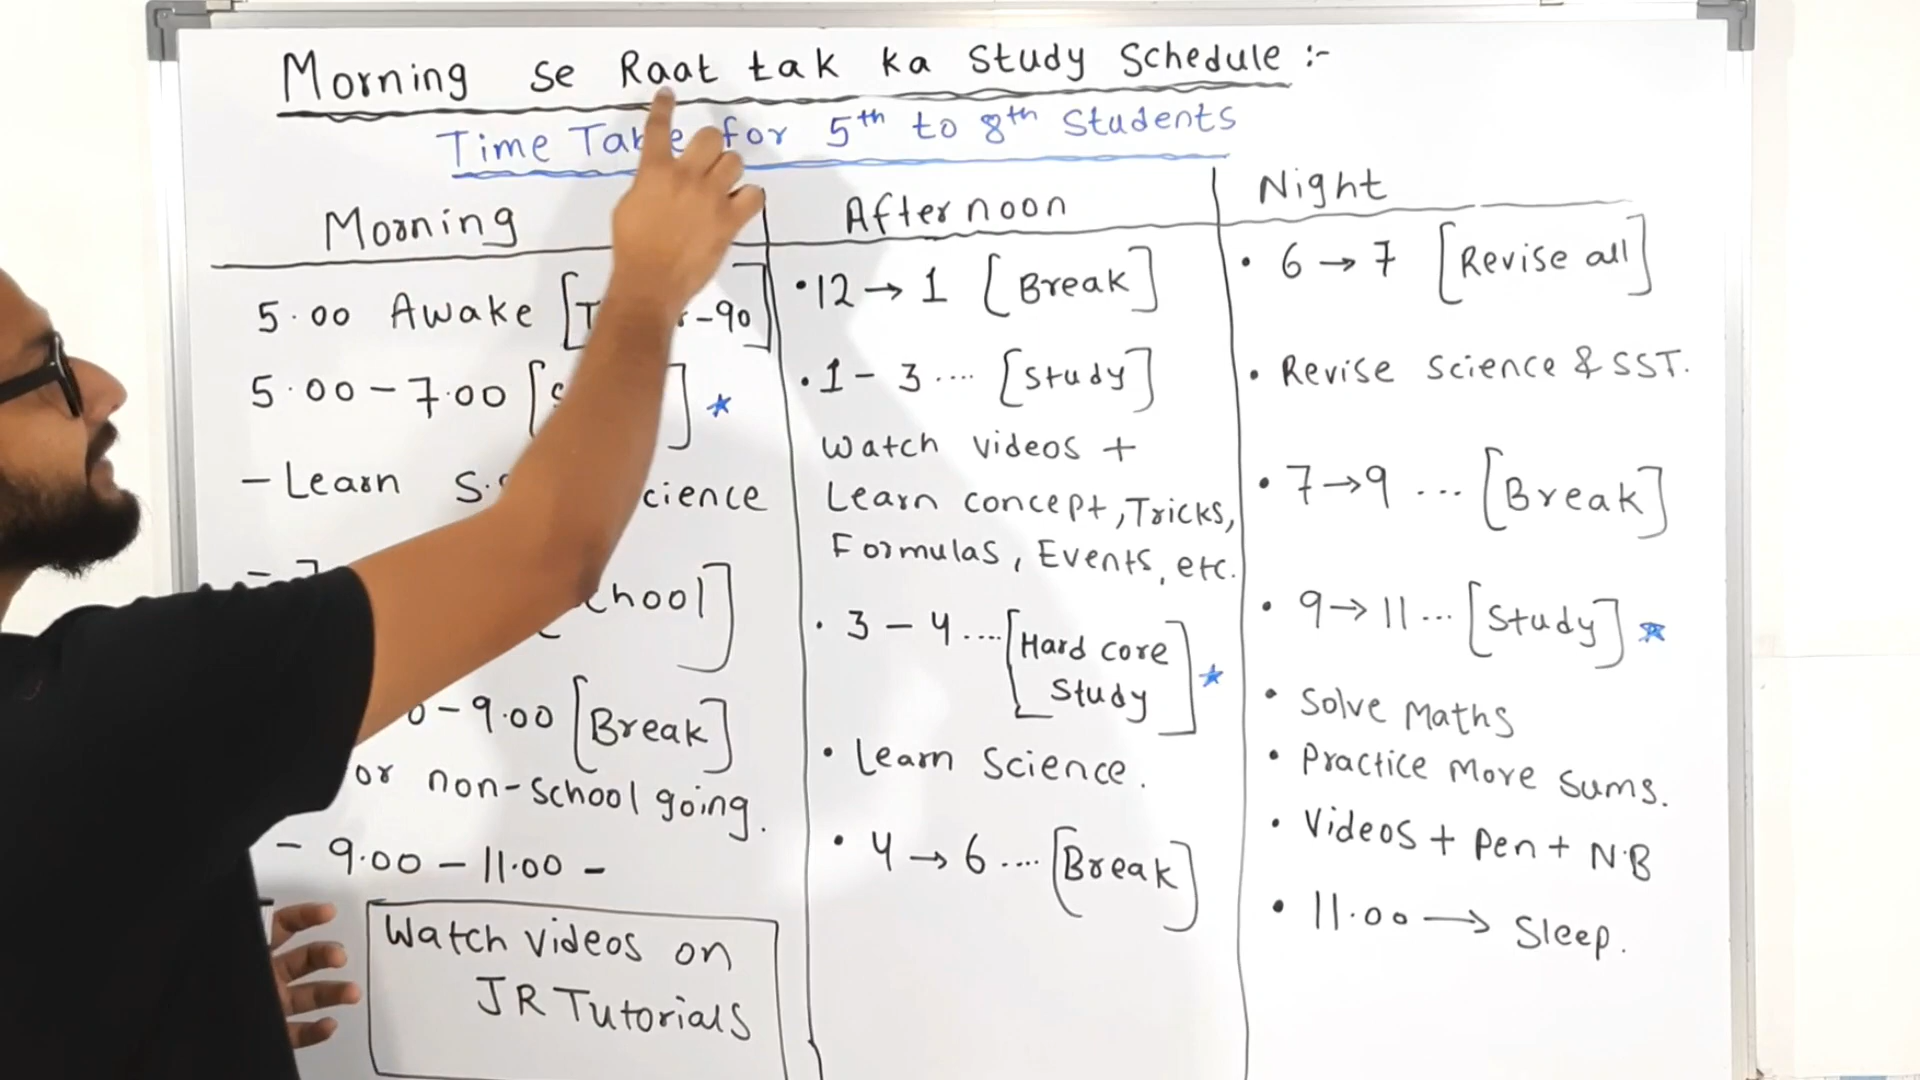 Morning se Raat tak ka Study Schedule :-
Time Table for 5th to 8th Students
Morning
5.00 Awake [ -90]
5.00 - 7.00 [ ] ★
- Learn cience
hool]
0 - 9.00 [Break]
or non-school going.
- 9.00 - 11.00 -
Watch videos on
JR Tutorials
Afternoon
• 12 → 1 [Break]
• 1 - 3 .... [Study]
Watch videos +
Learn concept, Tricks,
Formulas, Events, etc.
• 3 - 4 .... [Hard core
Study] ★
• Learn Science.
• 4 → 6 .... [Break]
Night
• 6 → 7 [Revise all]
• Revise Science & SST.
• 7 → 9 ... [Break]
• 9 → 11 ... [Study] ★
• Solve Maths
• Practice More Sums.
• Videos + Pen + N.B
• 11.00 → Sleep.